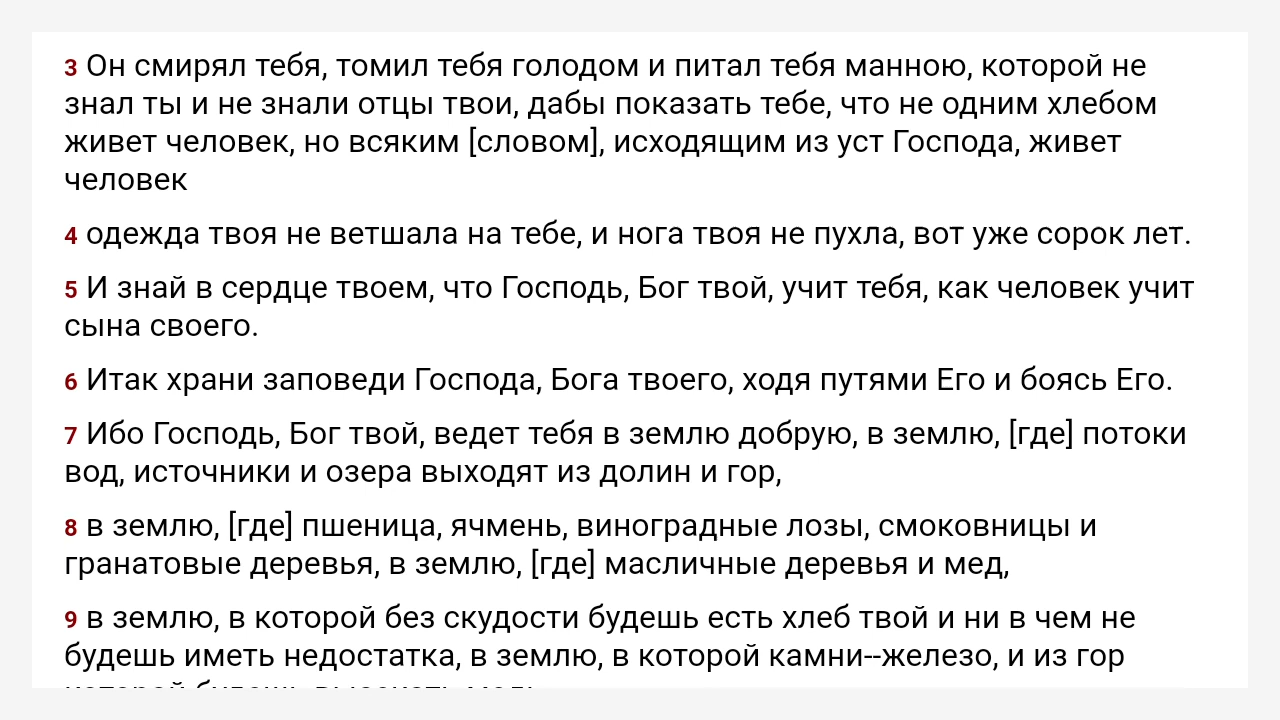 3 Он смирял тебя, томил тебя голодом и питал тебя манною, которой не
знал ты и не знали отцы твои, дабы показать тебе, что не одним хлебом
живет человек, но всяким [словом], исходящим из уст Господа, живет
человек
4 одежда твоя не ветшала на тебе, и нога твоя не пухла, вот уже сорок лет.
5 И знай в сердце твоем, что Господь, Бог твой, учит тебя, как человек учит
сына своего.
6 Итак храни заповеди Господа, Бога твоего, ходя путями Его и боясь Его.
7 Ибо Господь, Бог твой, ведет тебя в землю добрую, в землю, [где] потоки
вод, источники и озера выходят из долин и гор,
8 в землю, [где] пшеница, ячмень, виноградные лозы, смоковницы и
гранатовые деревья, в землю, [где] масличные деревья и мед,
9 в землю, в которой без скудости будешь есть хлеб твой и ни в чем не
будешь иметь недостатка, в землю, в которой камни--железо, и из гор